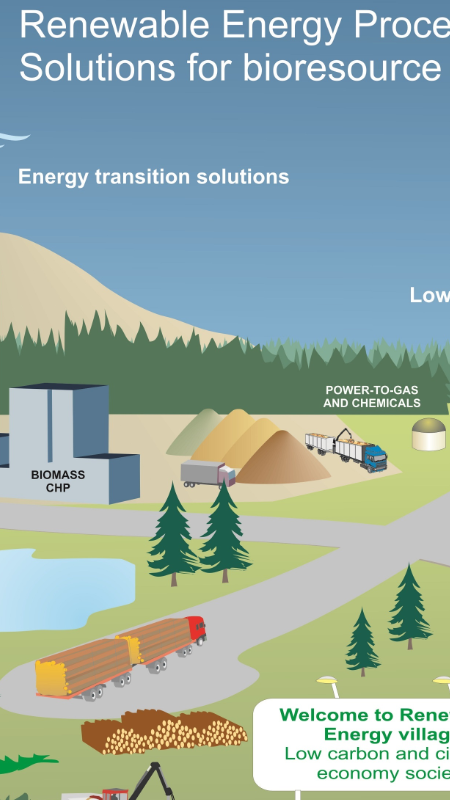 Renewable Energy Proce
Solutions for bioresource
Energy transition solutions
Low
POWER-TO-GAS
AND CHEMICALS
BIOMASS
CHP
Welcome to Rene
Energy villag
Low carbon and ci
economy socie